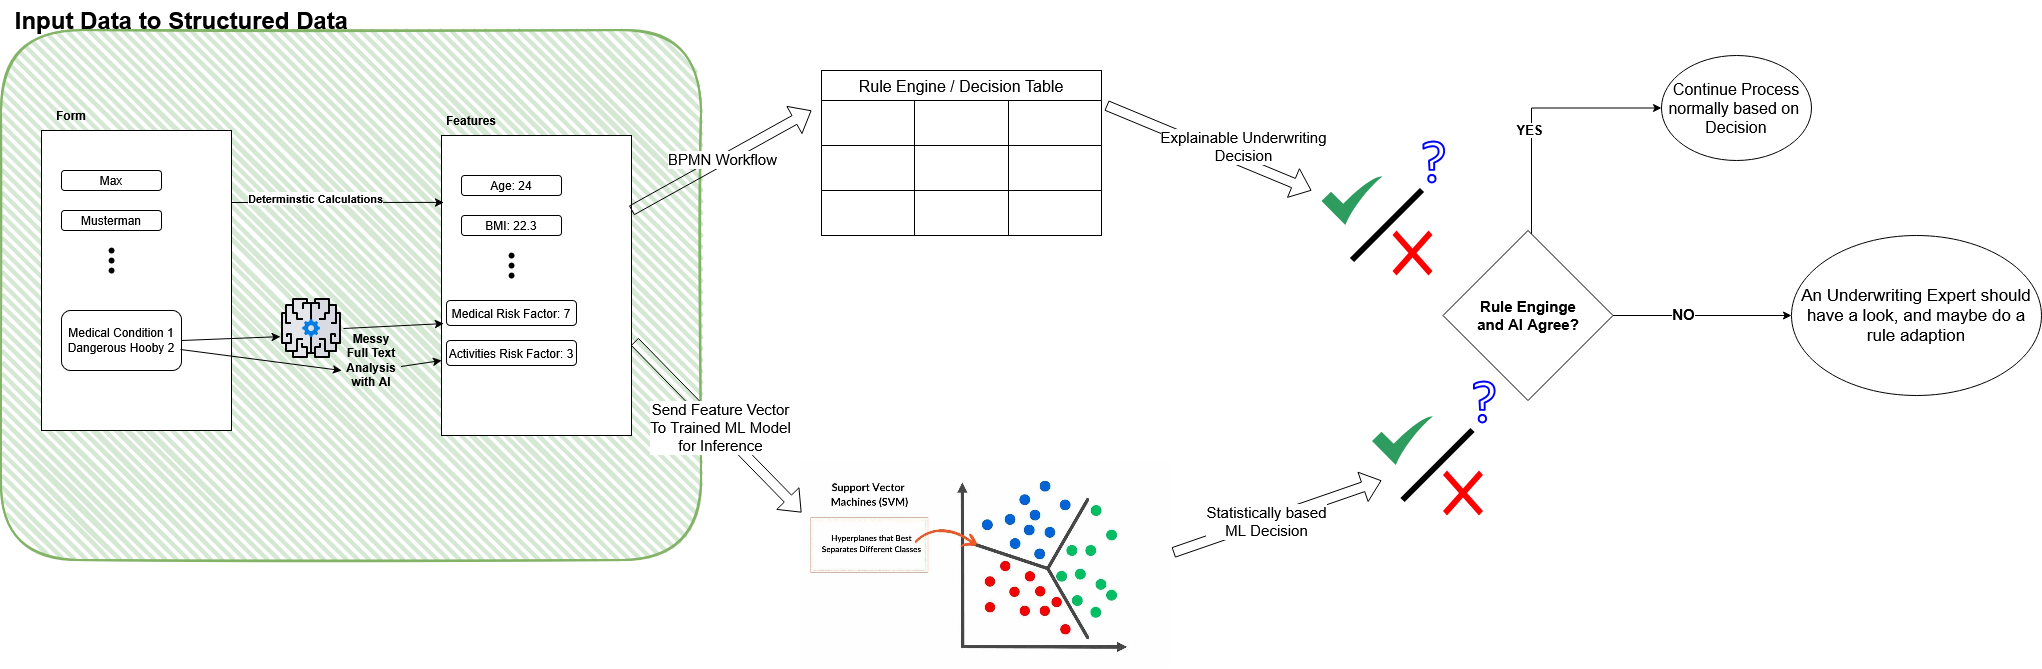 Input Data to Structured Data
Form
Max
Musterman
Medical Condition 1
Dangerous Hooby 2
Determinstic Calculations
Messy
Full Text
Analysis
with AI
Features
Age: 24
BMI: 22.3
Medical Risk Factor: 7
Activities Risk Factor: 3
BPMN Workflow
Send Feature Vector
To Trained ML Model
for Inference
Rule Engine / Decision Table
Explainable Underwriting
Decision
?
Support Vector
Machines (SVM)
Hyperplanes that Best
Separates Different Classes
Statistically based
ML Decision
?
Rule Enginge
and AI Agree?
YES
Continue Process
normally based on
Decision
NO
An Underwriting Expert should
have a look, and maybe do a
rule adaption